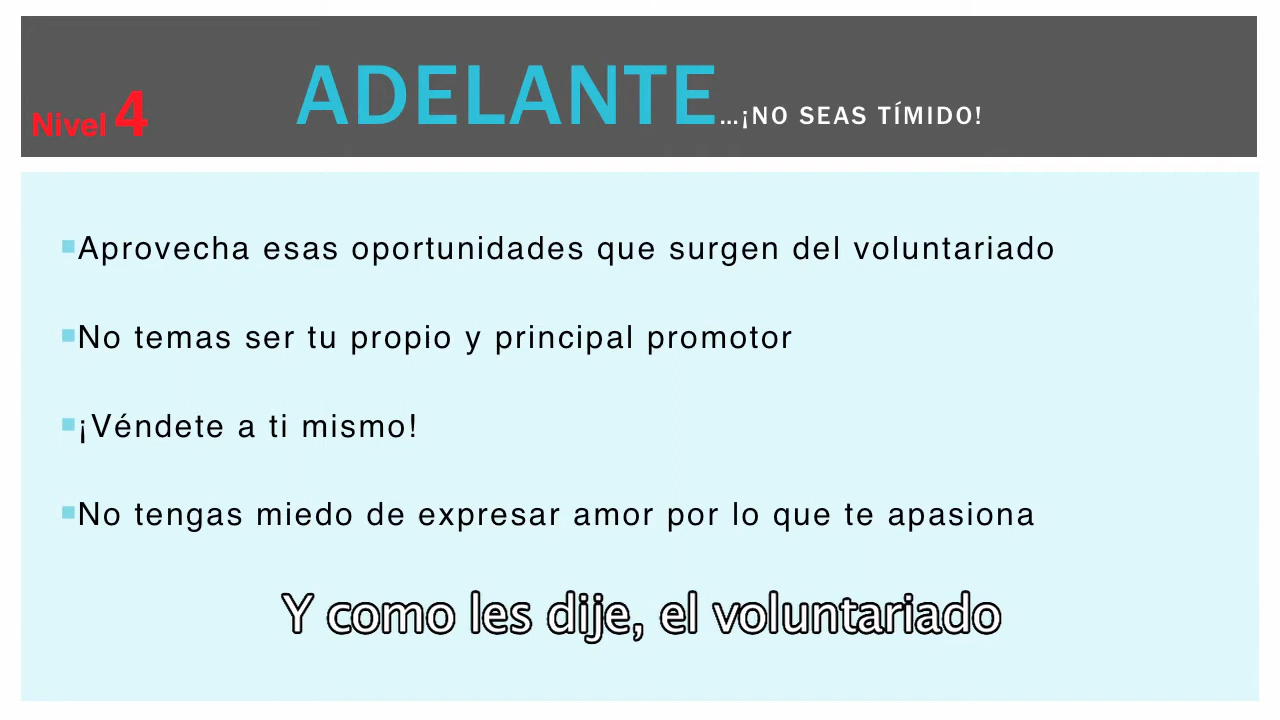 Nivel 4
ADELANTE...¡NO SEAS TÍMIDO!
Aprovecha esas oportunidades que surgen del voluntariado
No temas ser tu propio y principal promotor
¡Véndete a ti mismo!
No tengas miedo de expresar amor por lo que te apasiona
Y como les dije, el voluntariado